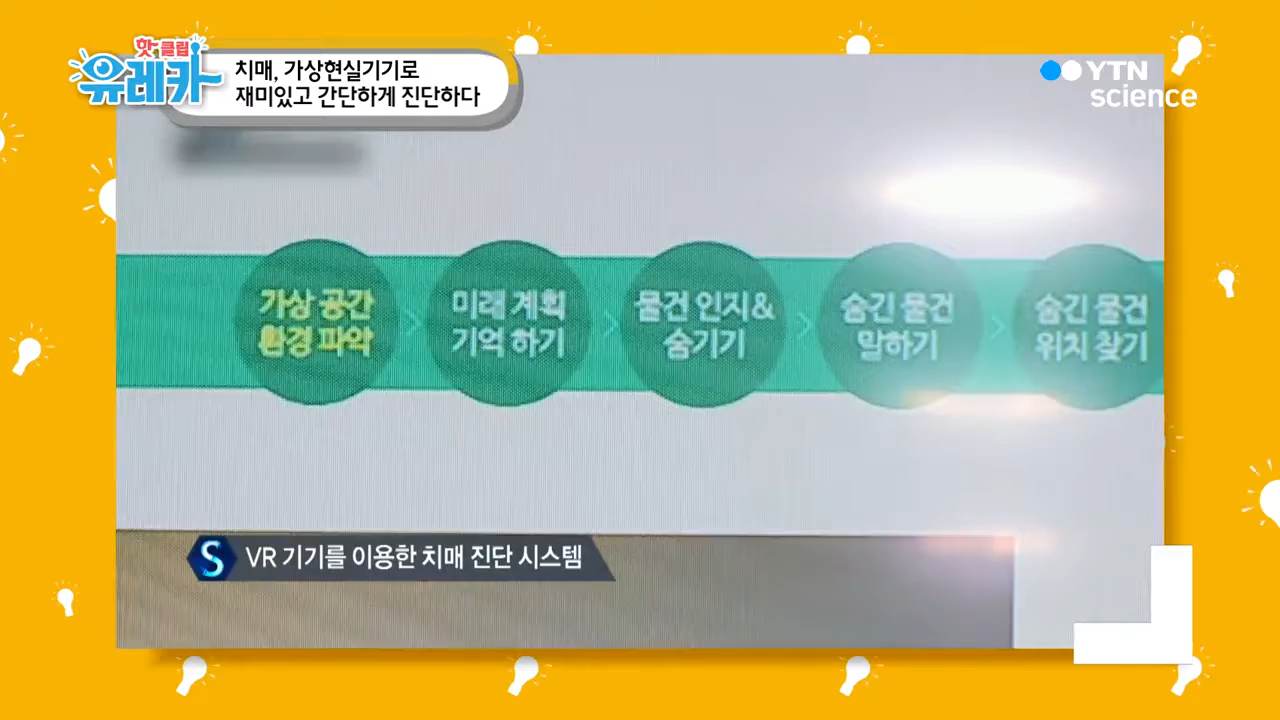 핫클립
유레카
치매, 가상현실기기로
재미있고 간단하게 진단하다
YTN
science
가상 공간
환경 파악
미래 계획
기억 하기
물건 인지&
숨기기
숨긴 물건
말하기
숨긴 물건
위치 찾기
S VR 기기를 이용한 치매 진단 시스템